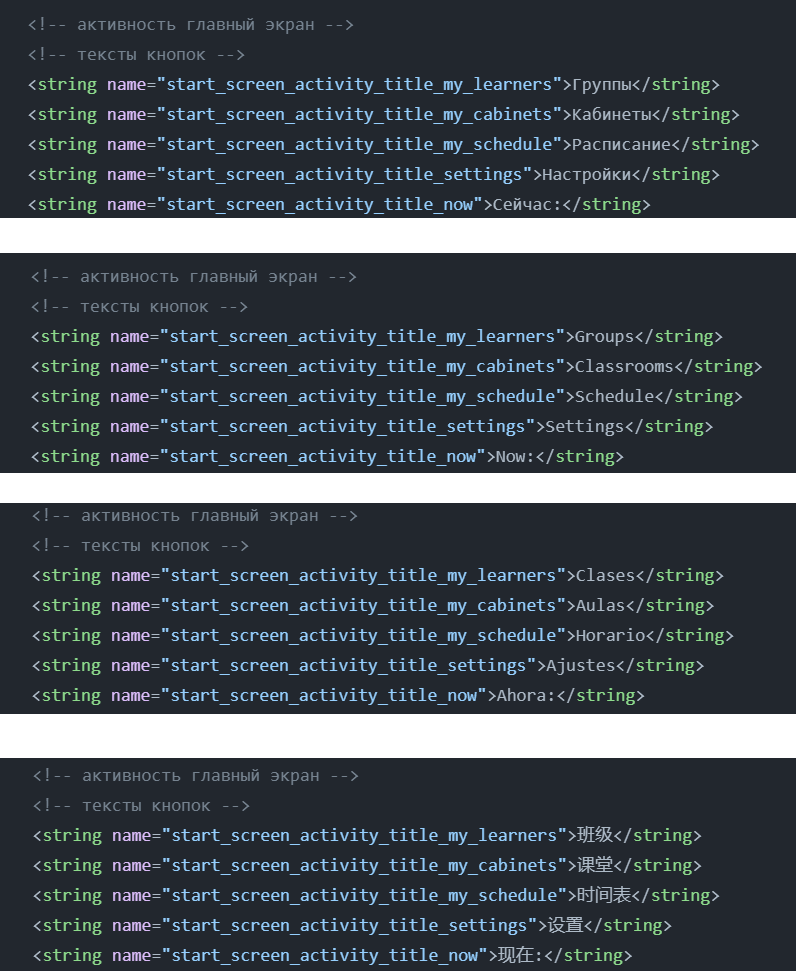 <!-- активность главный экран -->
<!-- тексты кнопок -->
<string name="start_screen_activity_title_my_learners">Группы</string>
<string name="start_screen_activity_title_my_cabinets">Кабинеты</string>
<string name="start_screen_activity_title_my_schedule">Расписание</string>
<string name="start_screen_activity_title_settings">Настройки</string>
<string name="start_screen_activity_title_now">Сейчас:</string>
<!-- активность главный экран -->
<!-- тексты кнопок -->
<string name="start_screen_activity_title_my_learners">Groups</string>
<string name="start_screen_activity_title_my_cabinets">Classrooms</string>
<string name="start_screen_activity_title_my_schedule">Schedule</string>
<string name="start_screen_activity_title_settings">Settings</string>
<string name="start_screen_activity_title_now">Now:</string>
<!-- активность главный экран -->
<!-- тексты кнопок -->
<string name="start_screen_activity_title_my_learners">Clases</string>
<string name="start_screen_activity_title_my_cabinets">Aulas</string>
<string name="start_screen_activity_title_my_schedule">Horario</string>
<string name="start_screen_activity_title_settings">Ajustes</string>
<string name="start_screen_activity_title_now">Ahora:</string>
<!-- активность главный экран -->
<!-- тексты кнопок -->
<string name="start_screen_activity_title_my_learners">班级</string>
<string name="start_screen_activity_title_my_cabinets">课堂</string>
<string name="start_screen_activity_title_my_schedule">时间表</string>
<string name="start_screen_activity_title_settings">设置</string>
<string name="start_screen_activity_title_now">现在:</string>